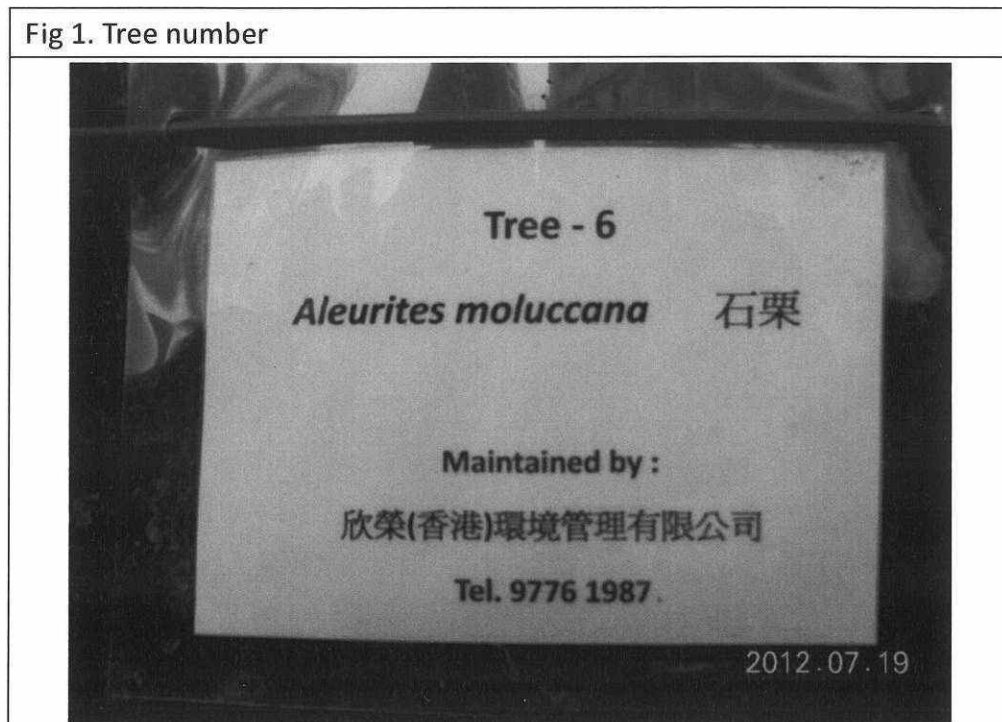 Fig 1. Tree number
Tree - 6
Aleurites moluccana 石栗
Maintained by :
欣榮(香港)環境管理有限公司
Tel. 9776 1987
2012.07.19